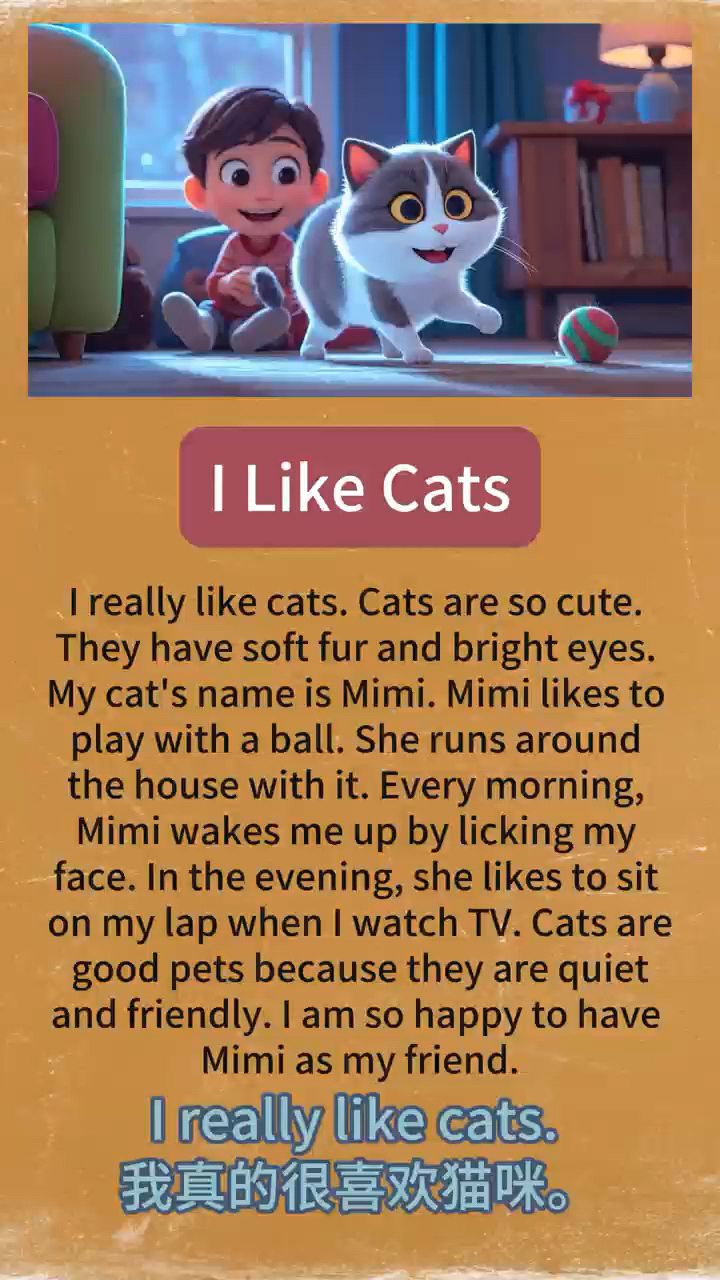 I Like Cats
I really like cats. Cats are so cute.
They have soft fur and bright eyes.
My cat's name is Mimi. Mimi likes to
play with a ball. She runs around
the house with it. Every morning,
Mimi wakes me up by licking my
face. In the evening, she likes to sit
on my lap when I watch TV. Cats are
good pets because they are quiet
and friendly. I am so happy to have
Mimi as my friend.
I really like cats.
我真的很喜欢猫咪。